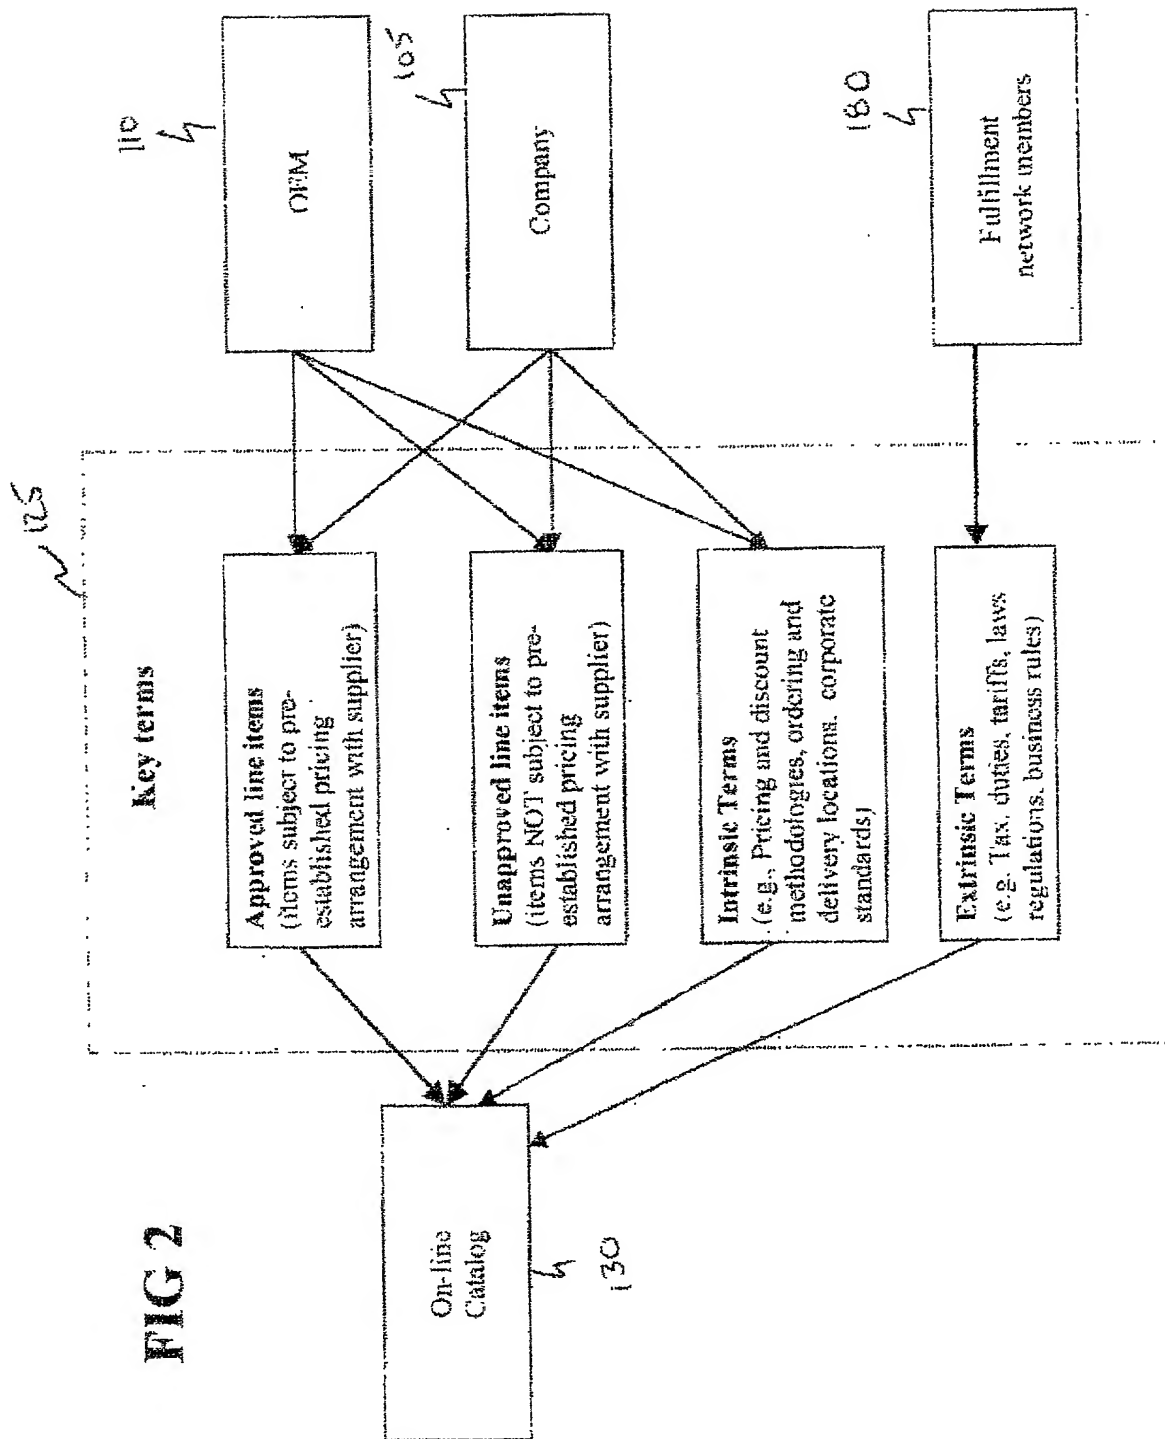 FIG 2
125
Key terms
110
OEM
105
Company
180
Fulfillment
network members
Approved line items
(items subject to pre-
established pricing
arrangement with supplier)
Unapproved line items
(items NOT subject to pre-
established pricing
arrangement with supplier)
Intrinsic Terms
(e.g., Pricing and discount
methodologies, ordering and
delivery locations, corporate
standards)
Extrinsic Terms
(e.g. Tax, duties, tariffs, laws
regulations, business rules)
On-line
Catalog
130